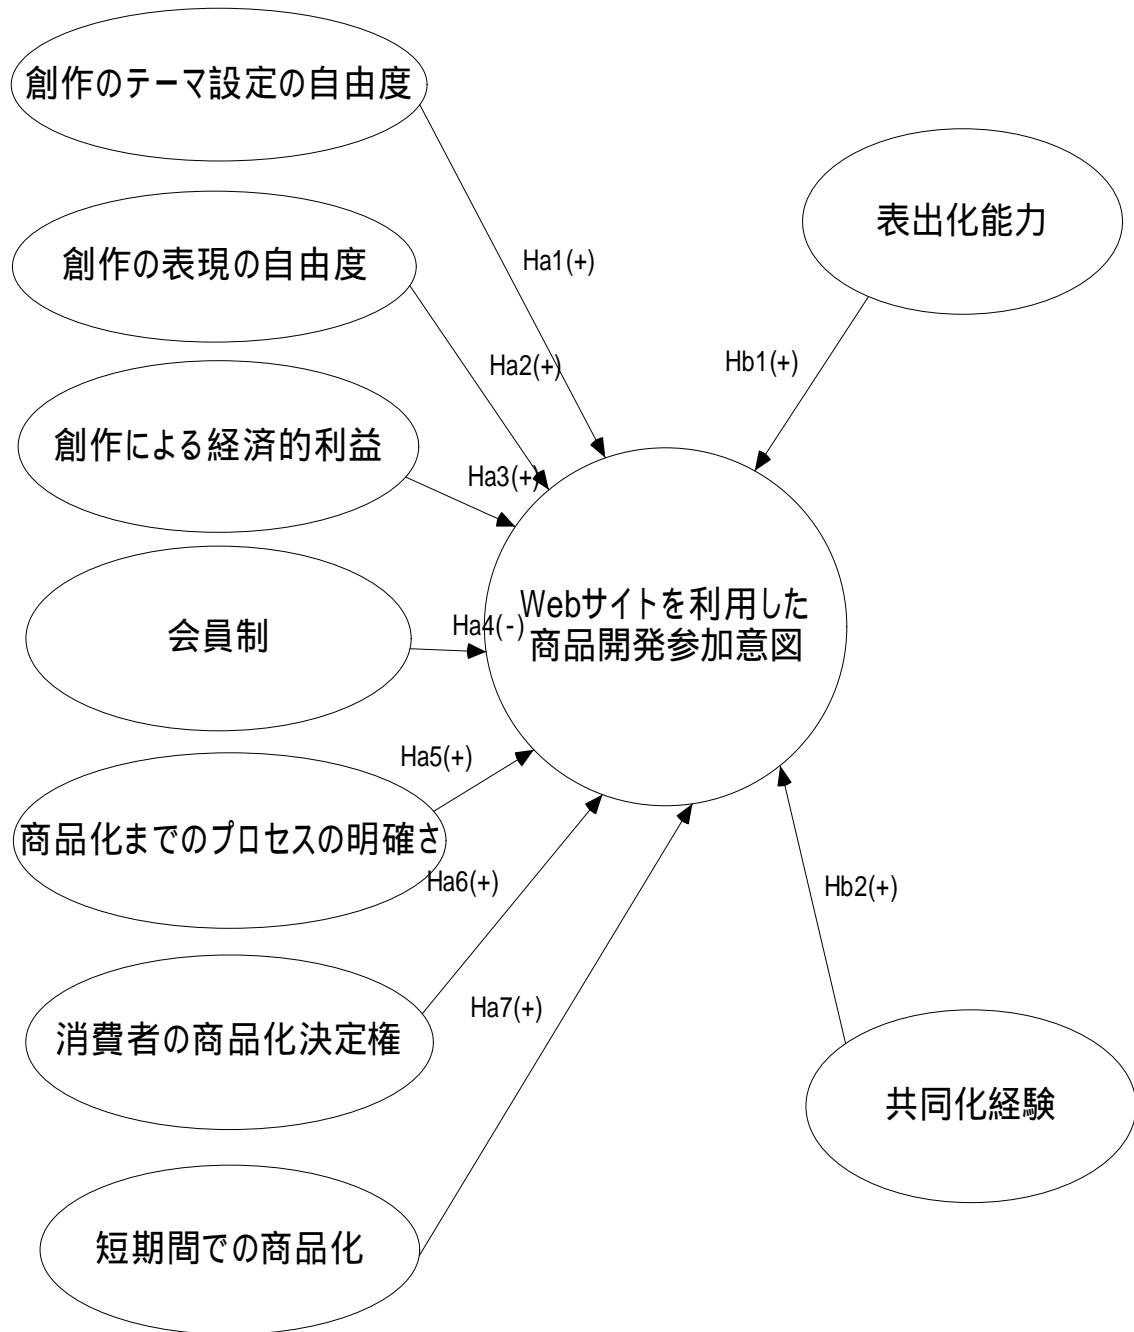 創作のテーマ設定の自由度
表出化能力
創作の表現の自由度
Ha1(+)
Ha2(+)
Hb1(+)
創作による経済的利益
Ha3(+)
Webサイトを利用した
商品開発参加意図
会員制
Ha4(-)
Ha5(+)
商品化までのプロセスの明確さ
Ha6(+)
Hb2(+)
消費者の商品化決定権
Ha7(+)
共同化経験
短期間での商品化